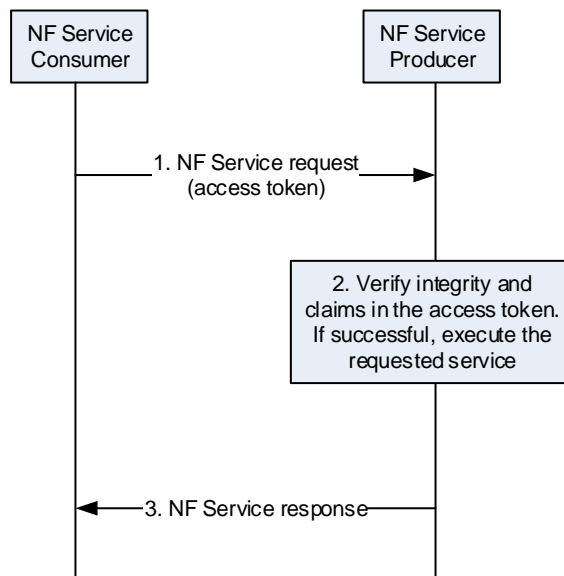 NF Service
Consumer
NF Service
Producer
1. NF Service request
(access token)
2. Verify integrity and
claims in the access token.
If successful, execute the
requested service
3. NF Service response